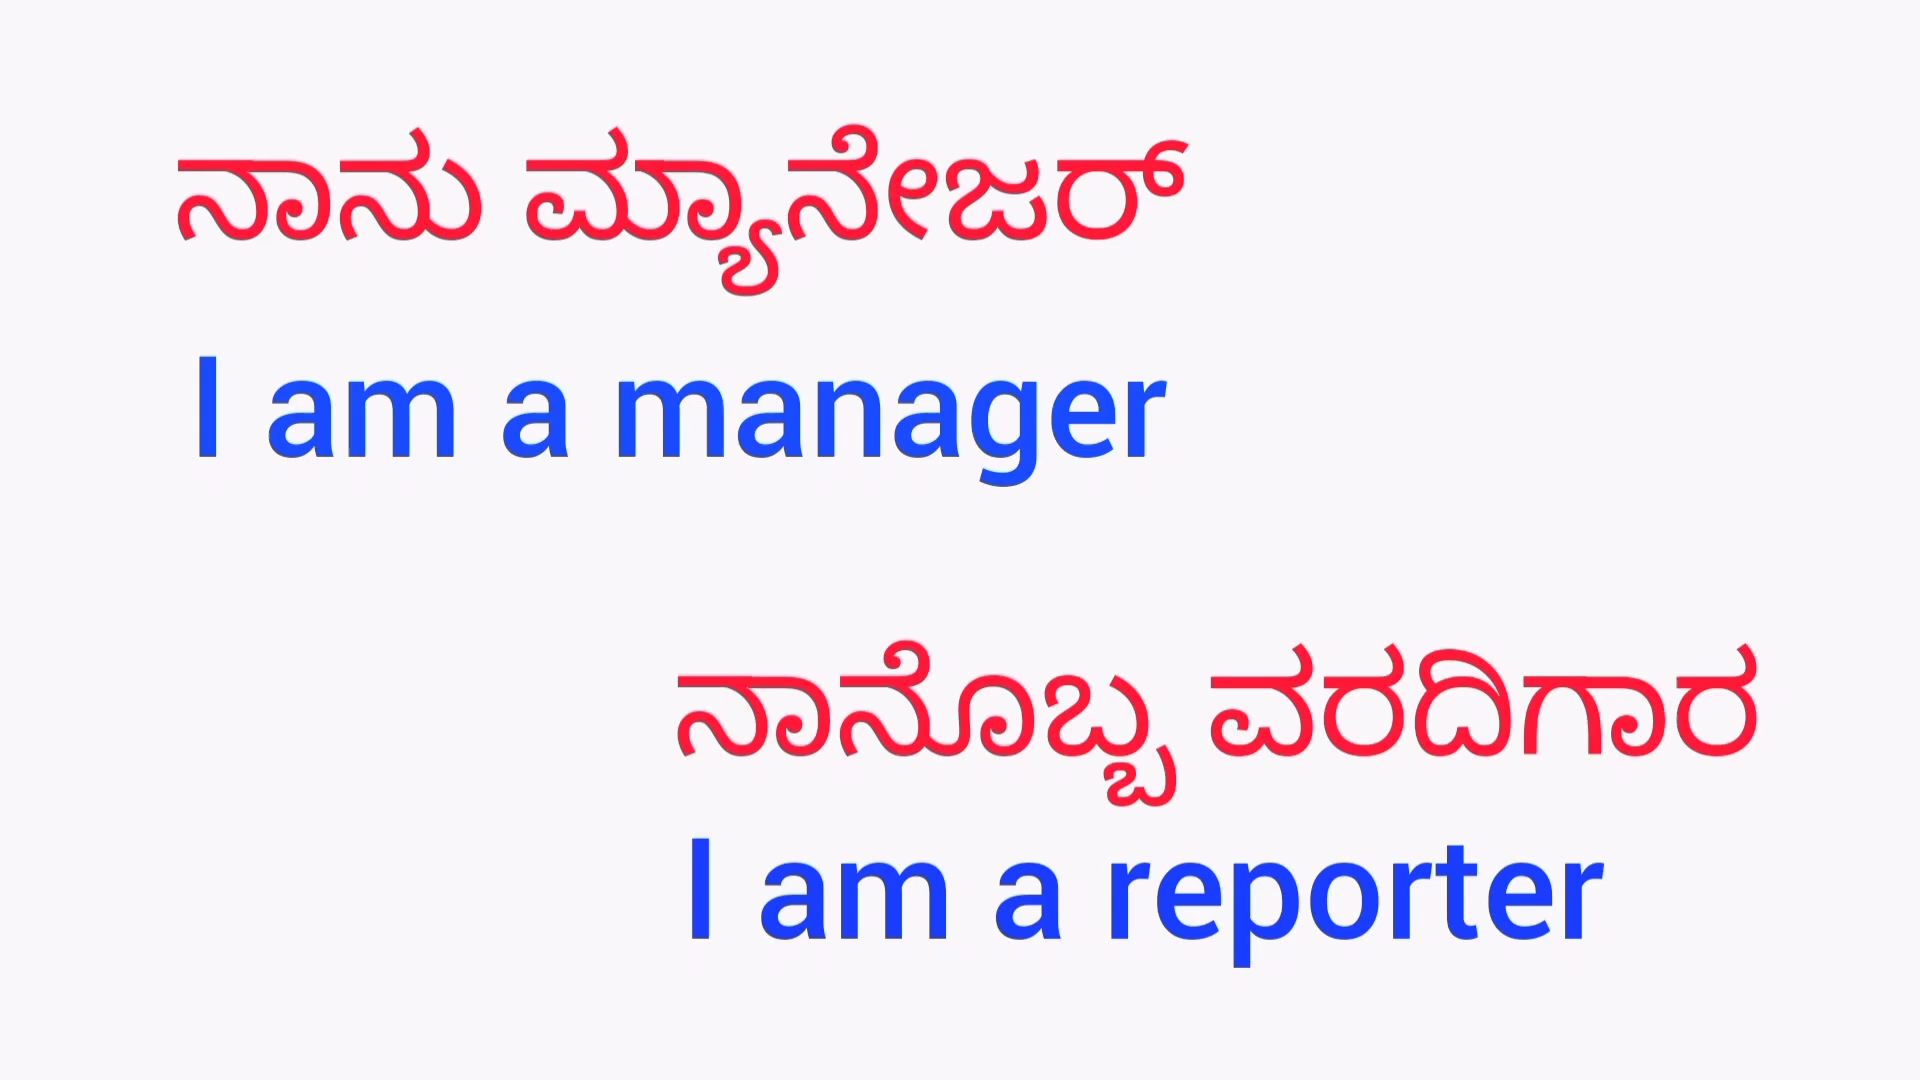 ನಾನು ಮ್ಯಾನೇಜರ್
I am a manager
ನಾನೊಬ್ಬ ವರದಿಗಾರ
I am a reporter